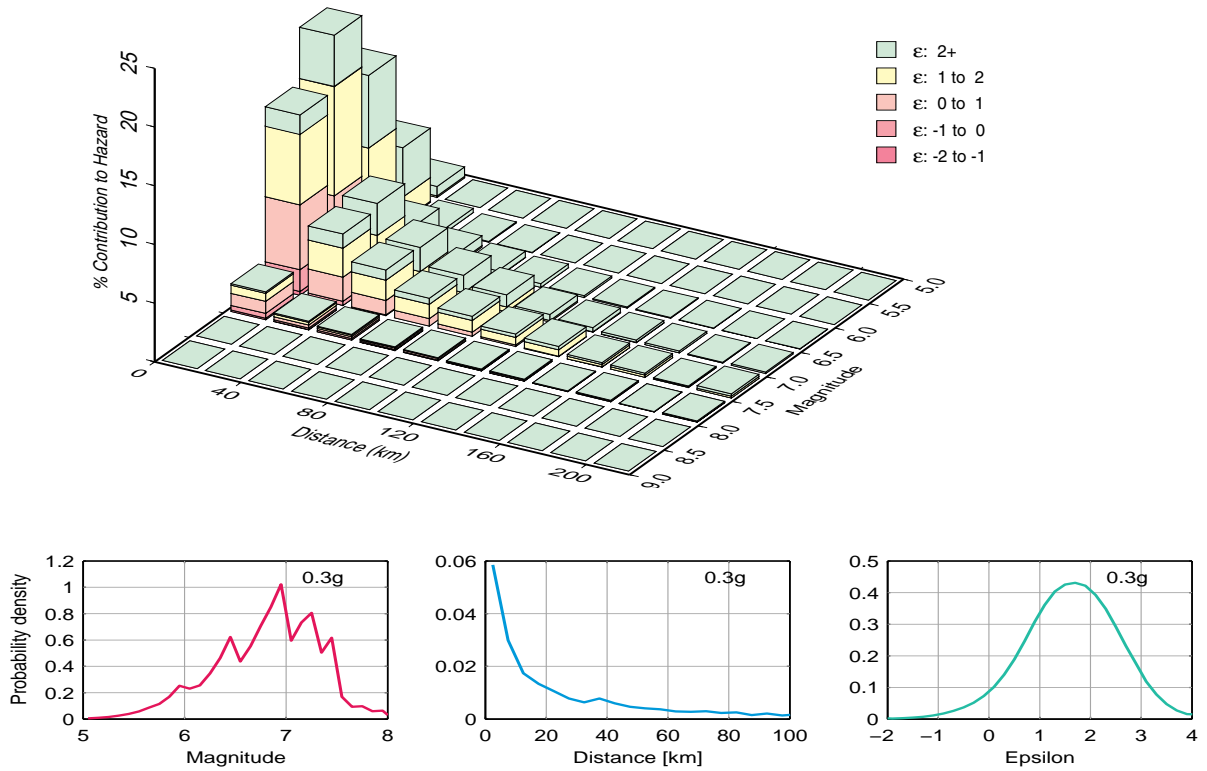 % Contribution to Hazard
25
20
15
10
5
0
40
80
120
160
200
Distance (km)
5.0
5.5
6.0
6.5
7.0
7.5
8.0
8.5
9.0
Magnitude
ε: 2+
ε: 1 to 2
ε: 0 to 1
ε: -1 to 0
ε: -2 to -1
Probability density
1.2
1
0.8
0.6
0.4
0.2
0
0.3g
5 6 7 8
Magnitude
0.06
0.04
0.02
0
0.3g
0 20 40 60 80 100
Distance [km]
0.5
0.4
0.3
0.2
0.1
0
0.3g
−2 −1 0 1 2 3 4
Epsilon